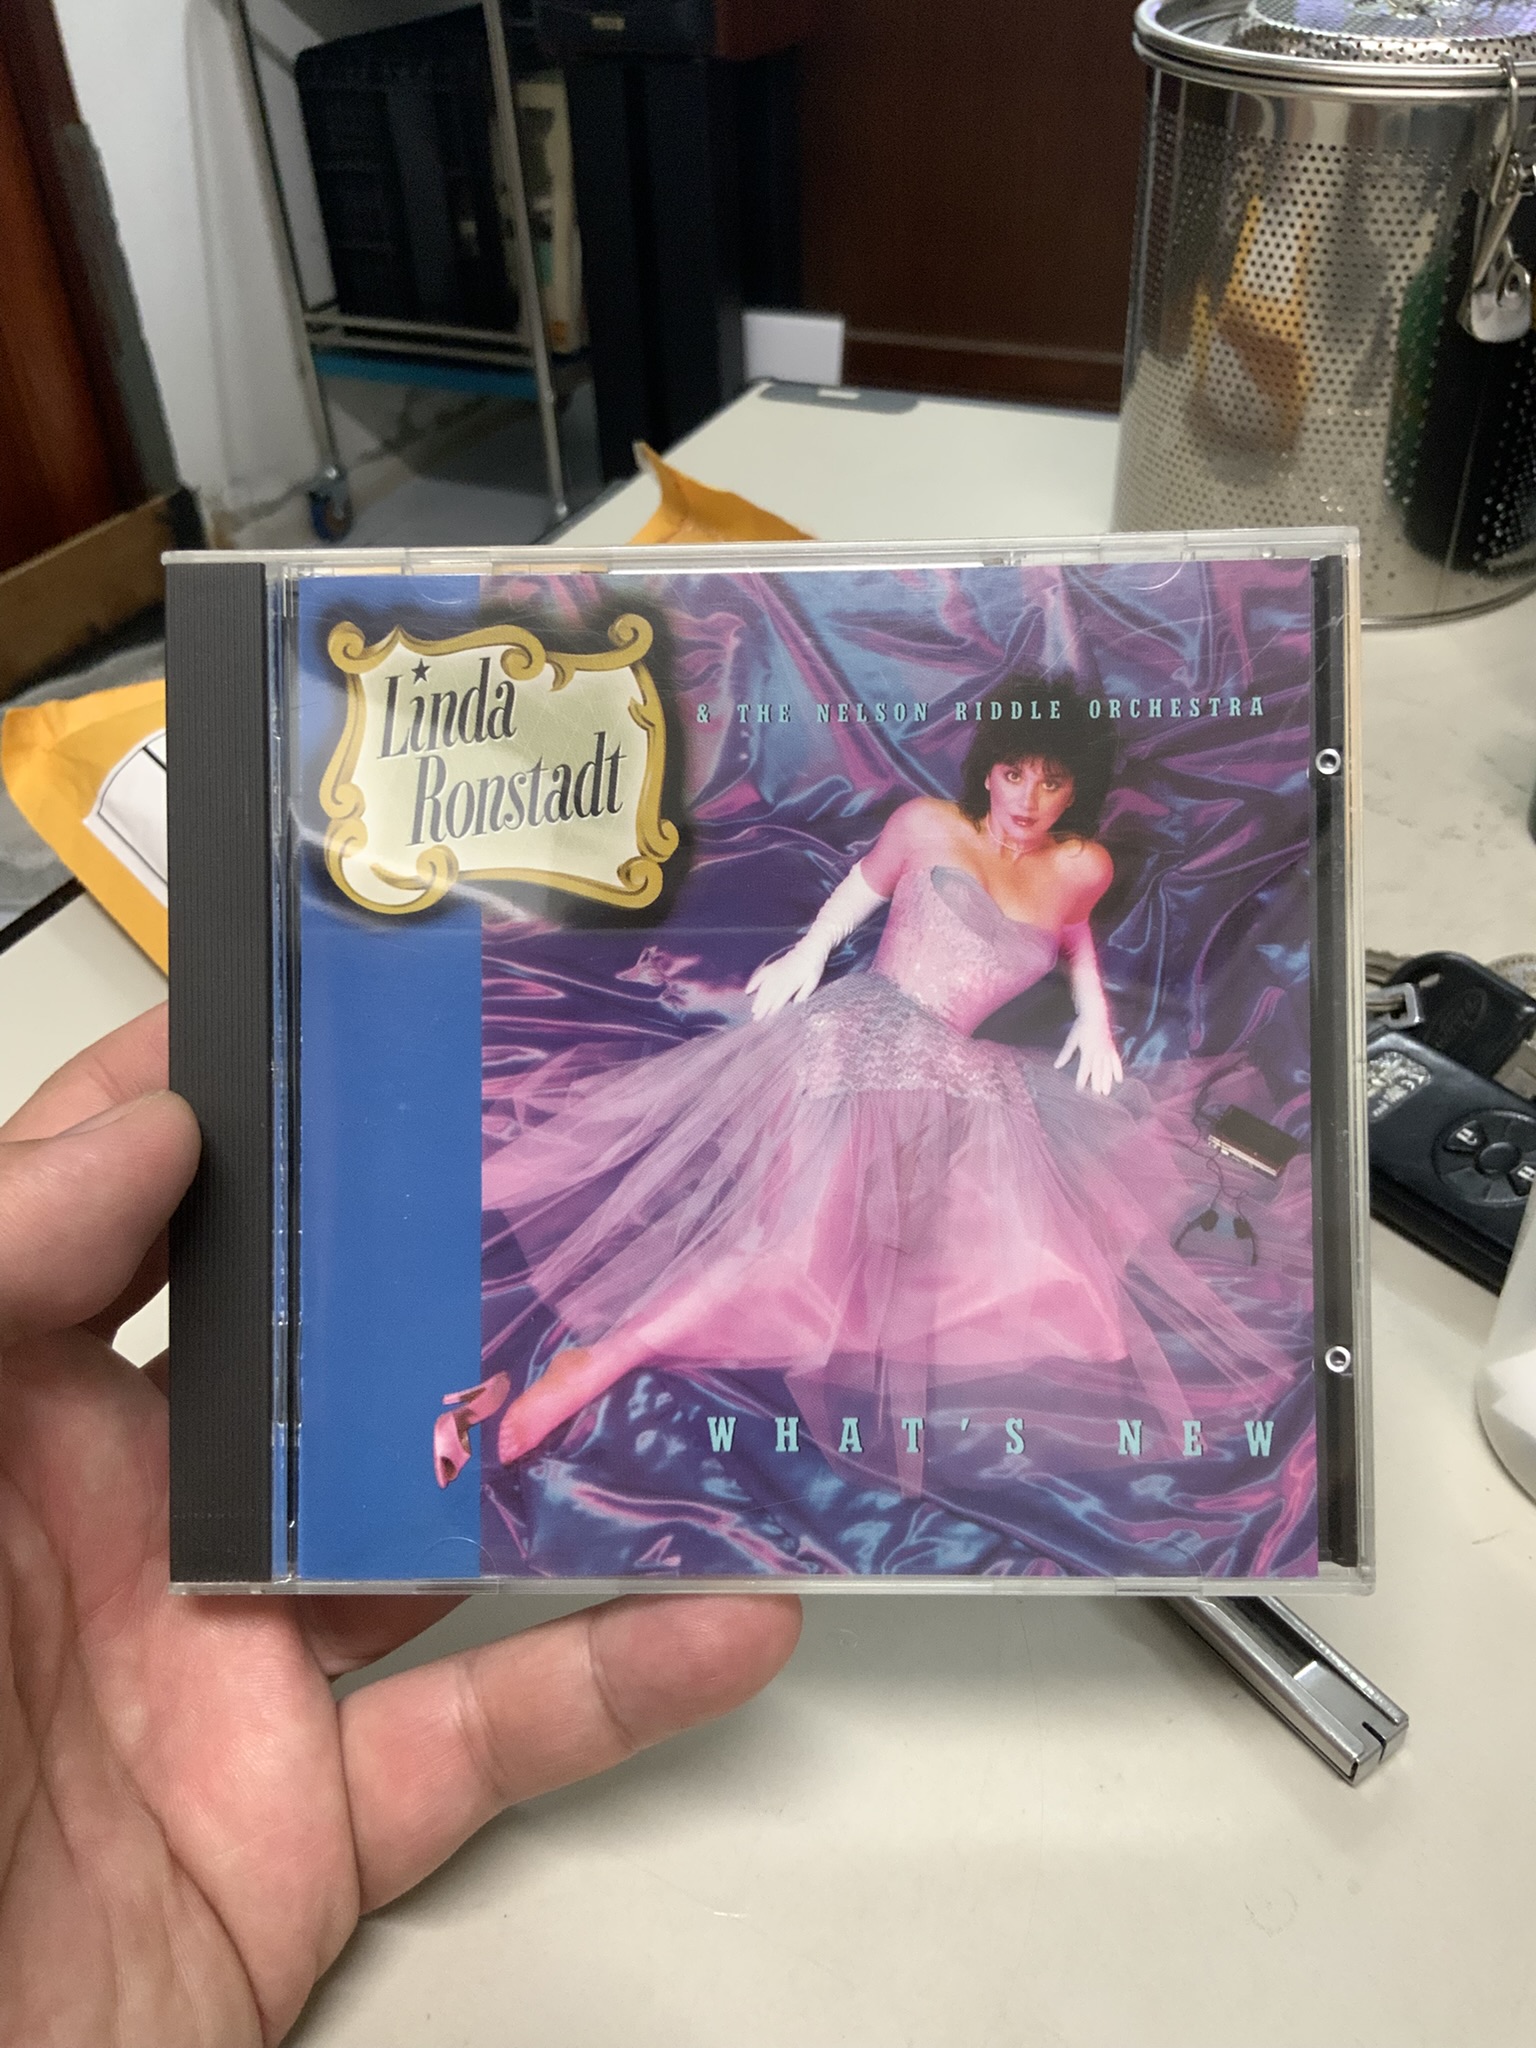 Linda
Ronstadt
& THE NELSON RIDDLE ORCHESTRA
WHAT'S NEW